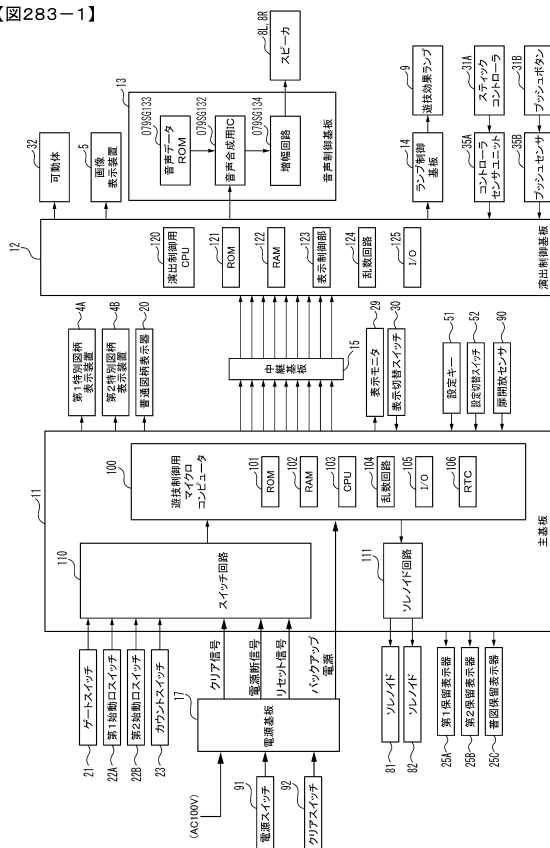 【図283-1】
可動体
32
画像
表示装置
5
13
079SG133
音声データ
ROM
079SG132
音声合成用IC
079SG134
増幅回路
音声制御基板
8L, 8R
スピーカ
9
遊技効果ランプ
14
ランプ制御
基板
31A
スティック
コントローラ
35A
コントローラ
センサユニット
31B
プッシュボタン
35B
プッシュセンサ
12
120
演出制御用
CPU
121
ROM
122
RAM
123
表示制御部
124
乱数回路
125
I/O
演出制御基板
第1特別図柄
表示装置
4A
第2特別図柄
表示装置
4B
普通図柄表示器
20
中継基板
15
表示モニタ
29
表示切替スイッチ
30
設定キー
51
設定切替スイッチ
52
扉開放センサ
90
11
100
遊技制御用
マイクロ
コンピュータ
101
ROM
102
RAM
103
CPU
104
乱数回路
105
I/O
106
RTC
110
スイッチ回路
111
ソレノイド回路
主基板
ゲートスイッチ
21
第1始動口スイッチ
22A
第2始動口スイッチ
22B
カウントスイッチ
23
クリア信号
電源断信号
リセット信号
バックアップ
電源
17
電源基板
(AC100V)
91
電源スイッチ
92
クリアスイッチ
ソレノイド
81
ソレノイド
82
第1保留表示器
25A
第2保留表示器
25B
普図保留表示器
25C